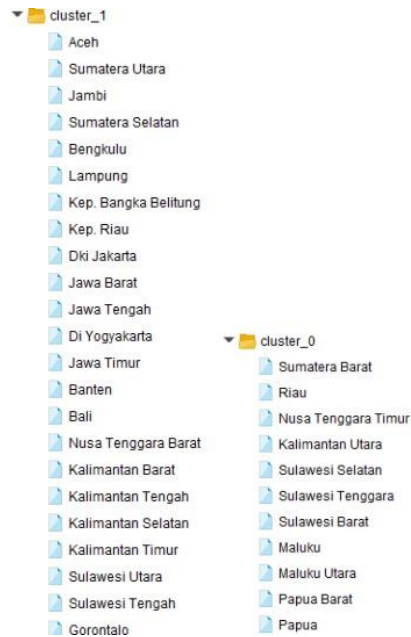 cluster_1
Aceh
Sumatera Utara
Jambi
Sumatera Selatan
Bengkulu
Lampung
Kep. Bangka Belitung
Kep. Riau
Dki Jakarta
Jawa Barat
Jawa Tengah
Di Yogyakarta
Jawa Timur
Banten
Bali
Nusa Tenggara Barat
Kalimantan Barat
Kalimantan Tengah
Kalimantan Selatan
Kalimantan Timur
Sulawesi Utara
Sulawesi Tengah
Gorontalo
cluster_0
Sumatera Barat
Riau
Nusa Tenggara Timur
Kalimantan Utara
Sulawesi Selatan
Sulawesi Tenggara
Sulawesi Barat
Maluku
Maluku Utara
Papua Barat
Papua